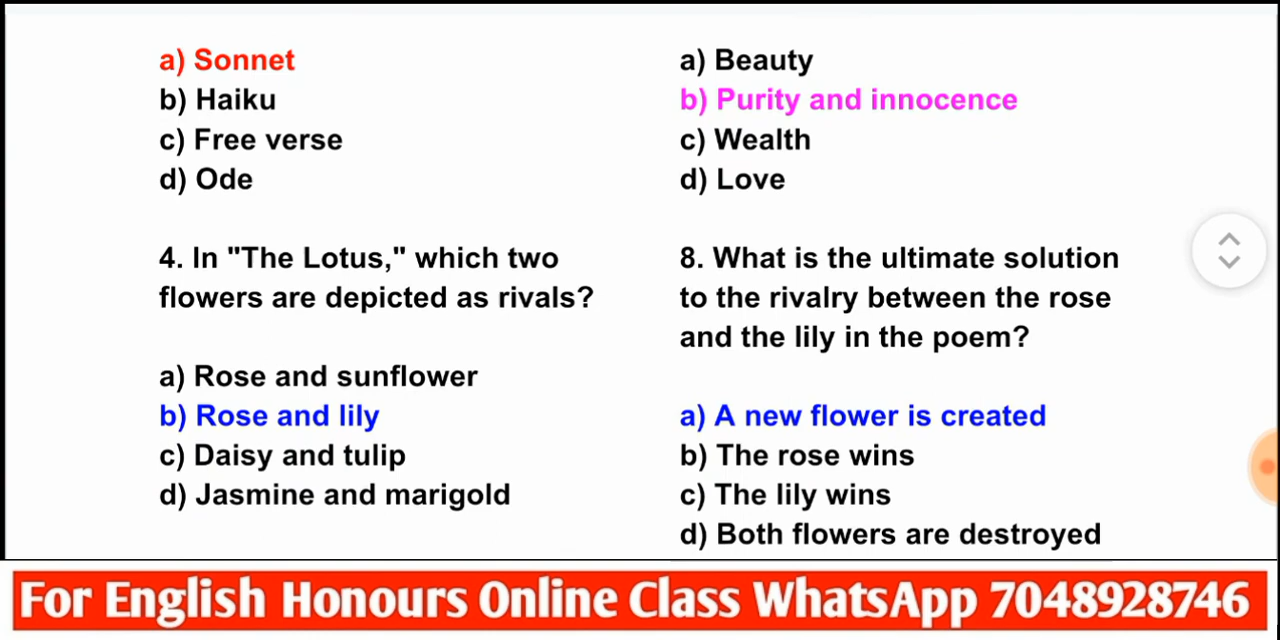 a) Sonnet
b) Haiku
c) Free verse
d) Ode
4. In "The Lotus," which two
flowers are depicted as rivals?
a) Rose and sunflower
b) Rose and lily
c) Daisy and tulip
d) Jasmine and marigold
a) Beauty
b) Purity and innocence
c) Wealth
d) Love
8. What is the ultimate solution
to the rivalry between the rose
and the lily in the poem?
a) A new flower is created
b) The rose wins
c) The lily wins
d) Both flowers are destroyed
For English Honours Online Class WhatsApp 7048928746